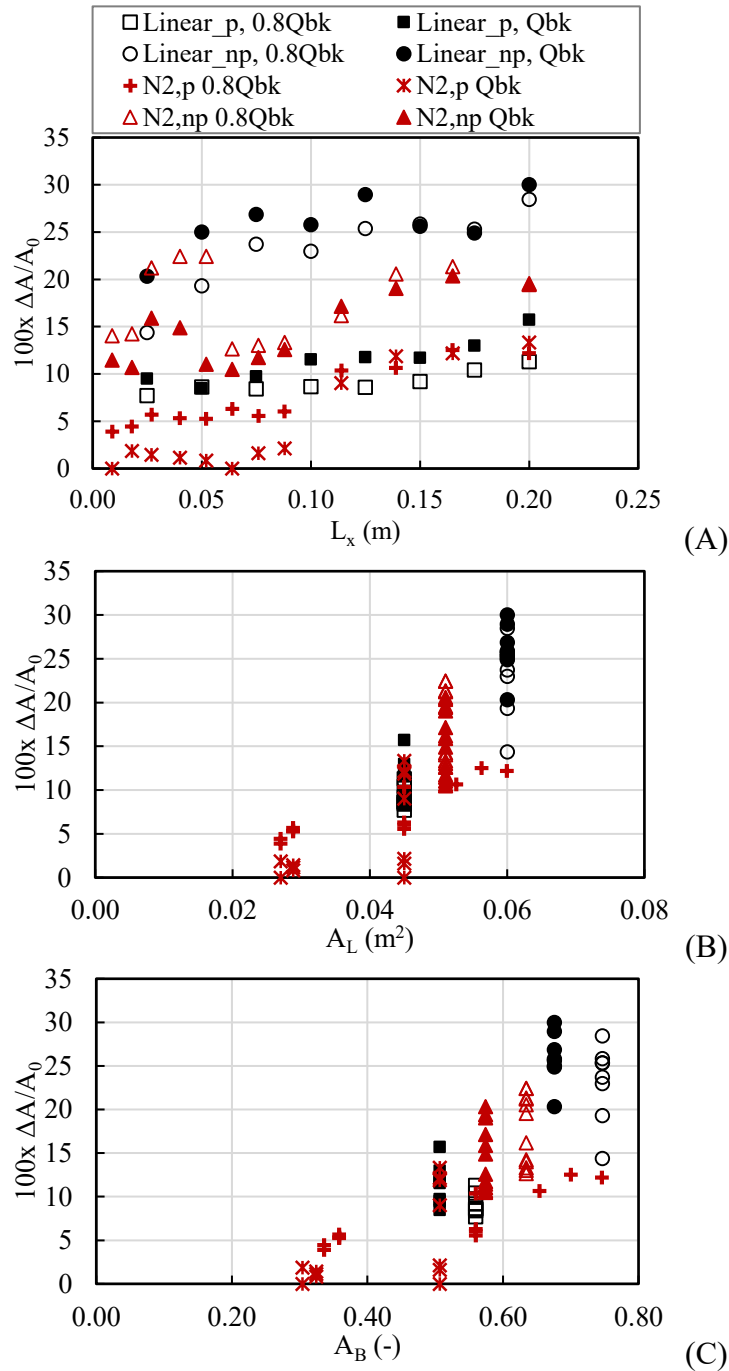 Linear_p, 0.8Qbk Linear_p, Qbk
Linear_np, 0.8Qbk Linear_np, Qbk
N2,p 0.8Qbk N2,p Qbk
N2,np 0.8Qbk N2,np Qbk
35
30
25
20
15
10
5
0
100x ΔA/A₀
0.00 0.05 0.10 0.15 0.20 0.25
Lₓ (m)
(A)
35
30
25
20
15
10
5
0
100x ΔA/A₀
0.00 0.02 0.04 0.06 0.08
A_L (m²)
(B)
35
30
25
20
15
10
5
0
100x ΔA/A₀
0.00 0.20 0.40 0.60 0.80
A_B (-)
(C)